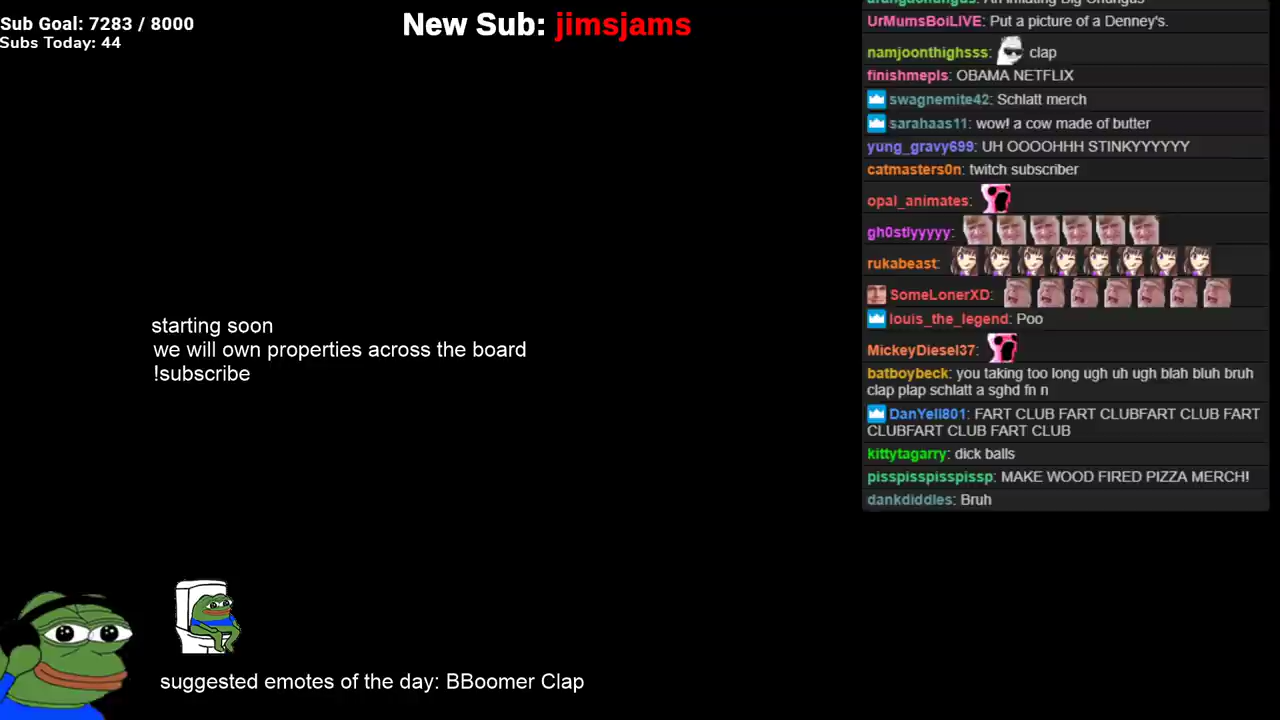 Sub Goal: 7283 / 8000
Subs Today: 44
New Sub: jimsjams
starting soon
we will own properties across the board
!subscribe
suggested emotes of the day: BBoomer Clap
UrMumsBoiLIVE: Put a picture of a Denney's.
namjoonthighsss: clap
finishmepls: OBAMA NETFLIX
swagnemite42: Schlatt merch
sarahaas11: wow! a cow made of butter
yung_gravy699: UH OOOOHHH STINKYYYYYY
catmasters0n: twitch subscriber
opal_animates:
gh0stlyyyyy:
rukabeast:
SomeLonerXD:
louis_the_legend: Poo
MickeyDiesel37:
batboybeck: you taking too long ugh uh ugh blah bluh bruh
clap plap schlatt a sghd fn n
DanYell801: FART CLUB FART CLUBFART CLUB FART
CLUBFART CLUB FART CLUB
kittytagarry: dick balls
pisspisspisspissp: MAKE WOOD FIRED PIZZA MERCH!
dankdiddles: Bruh